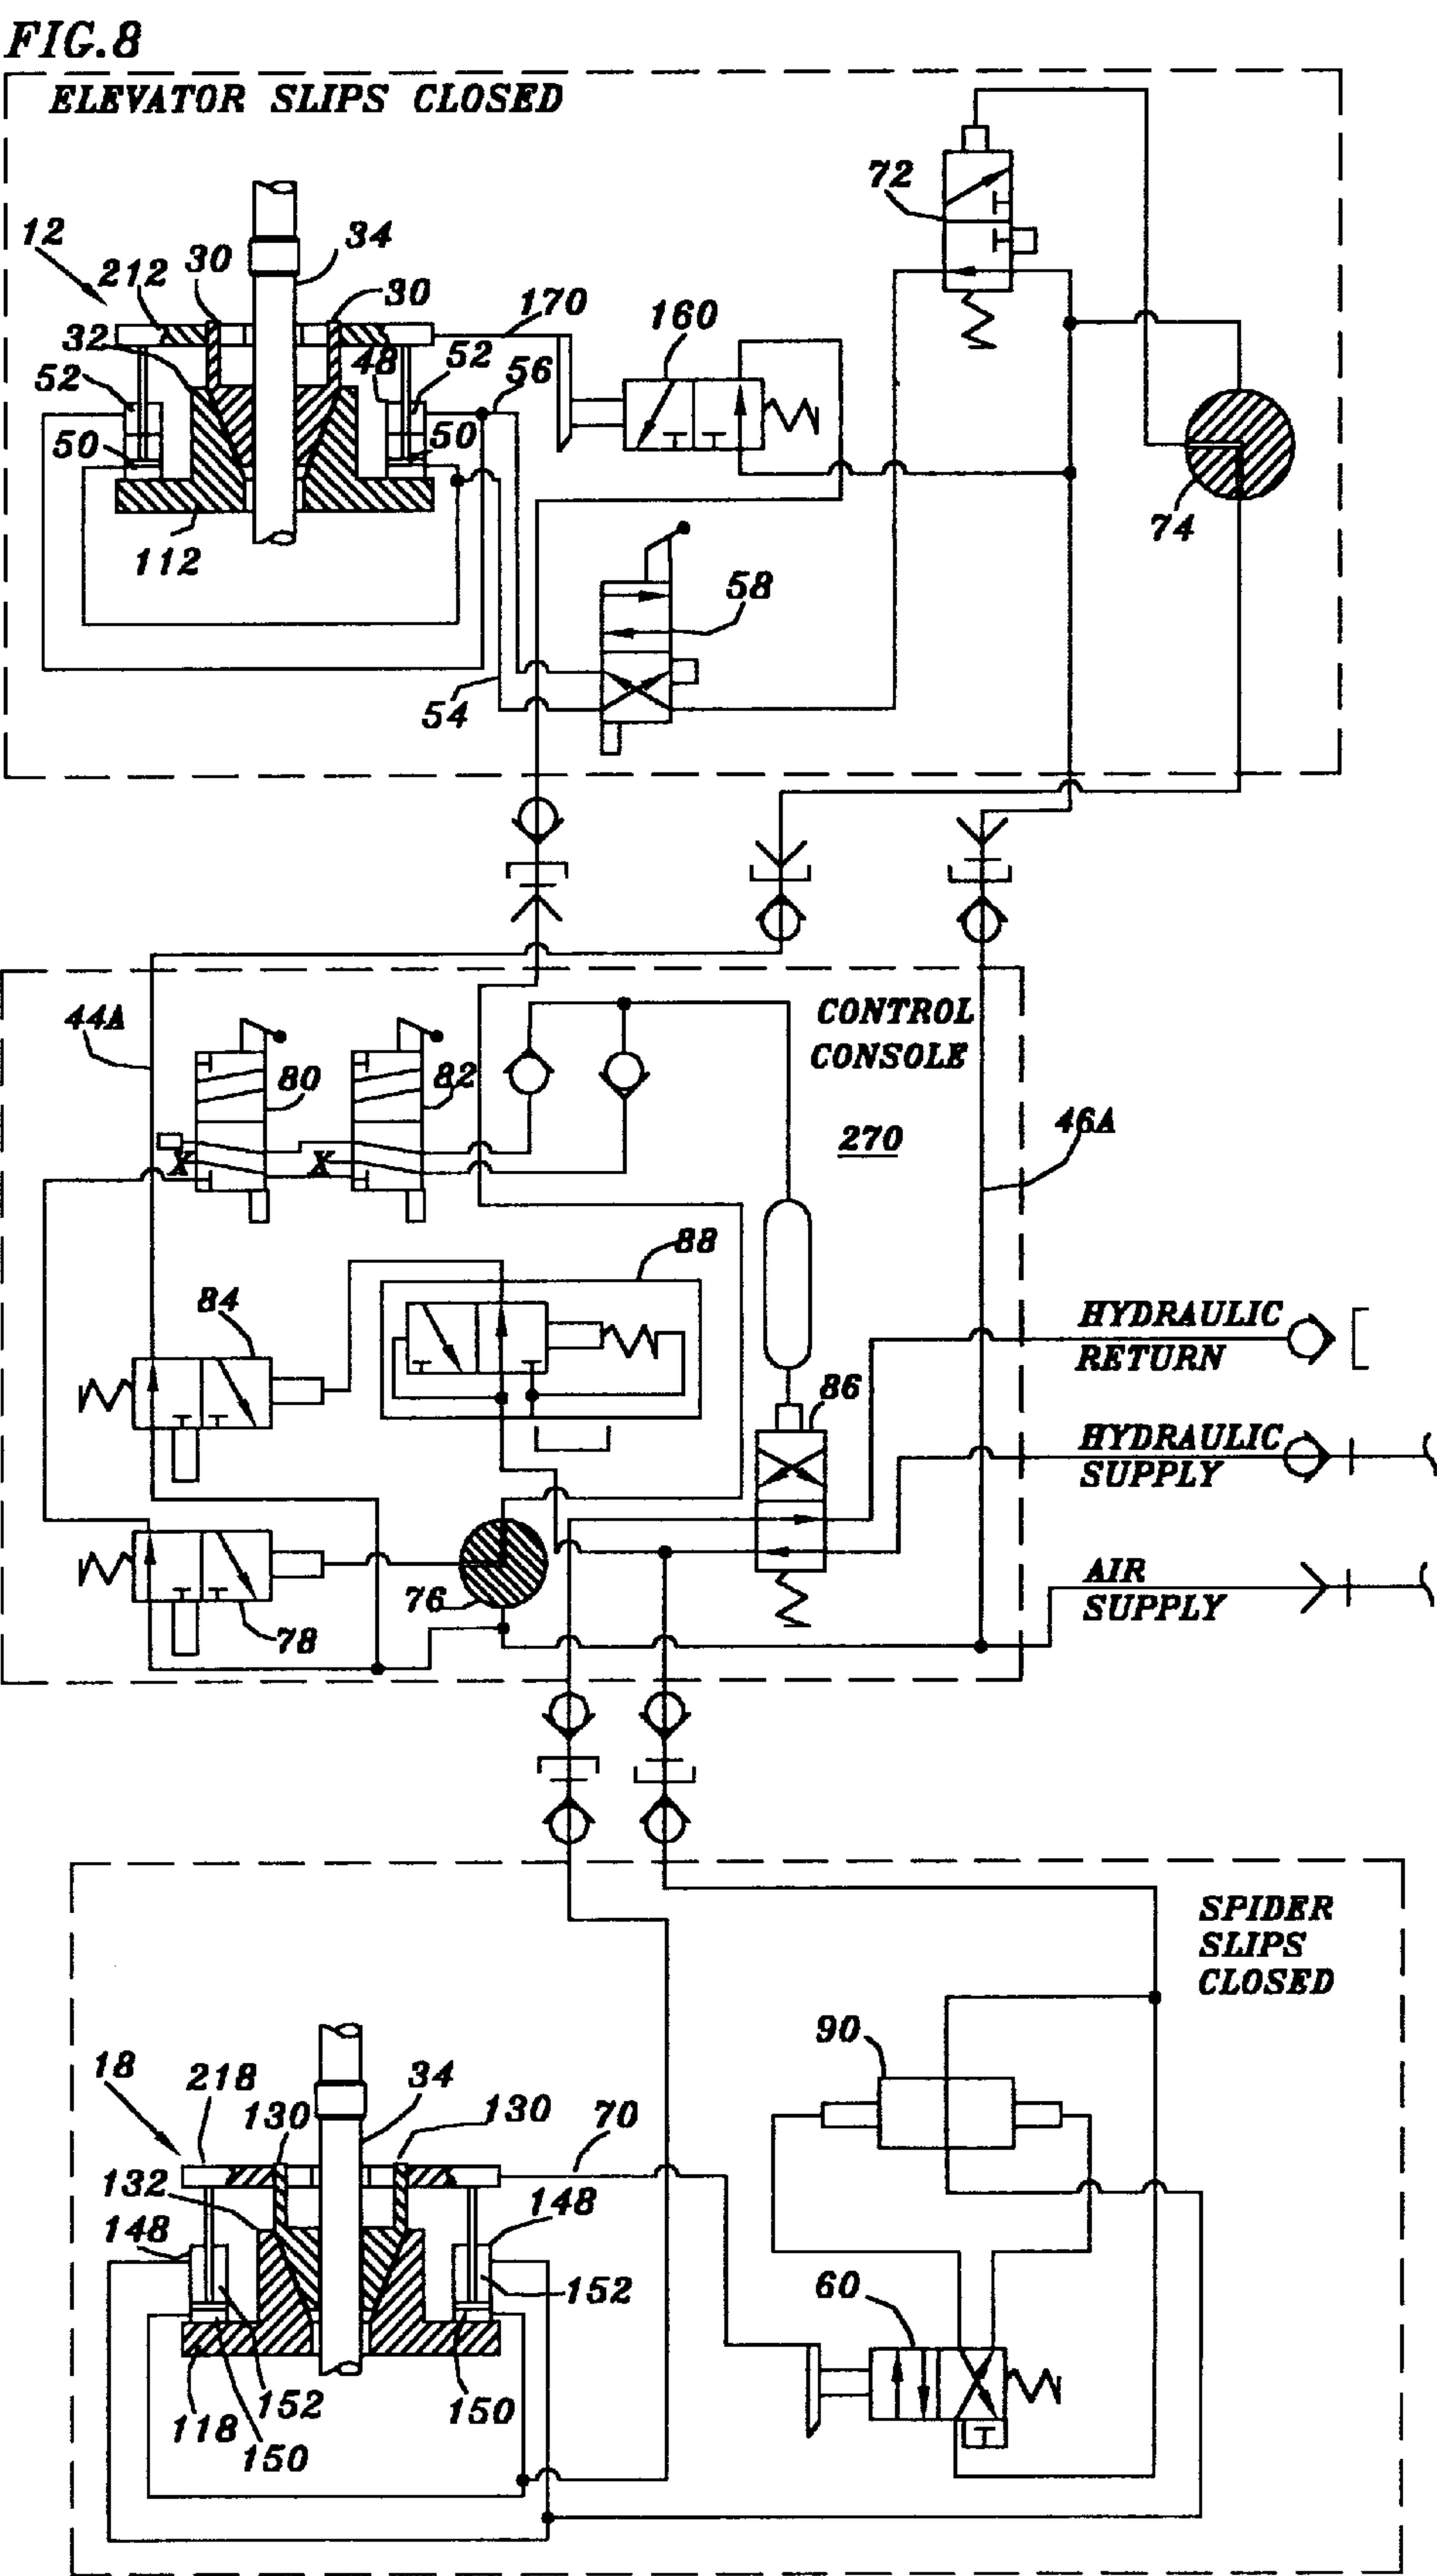 FIG.8
ELEVATOR SLIPS CLOSED
72
12
30
34
212
30
170
160
32
48
52
52
56
50
50
74
112
58
54
44A
CONTROL
CONSOLE
80
82
270
46A
88
84
HYDRAULIC
RETURN
86
HYDRAULIC
SUPPLY
X
X
76
AIR
SUPPLY
78
SPIDER
SLIPS
CLOSED
90
18
218
34
130
130
70
132
148
148
152
60
152
150
118
150